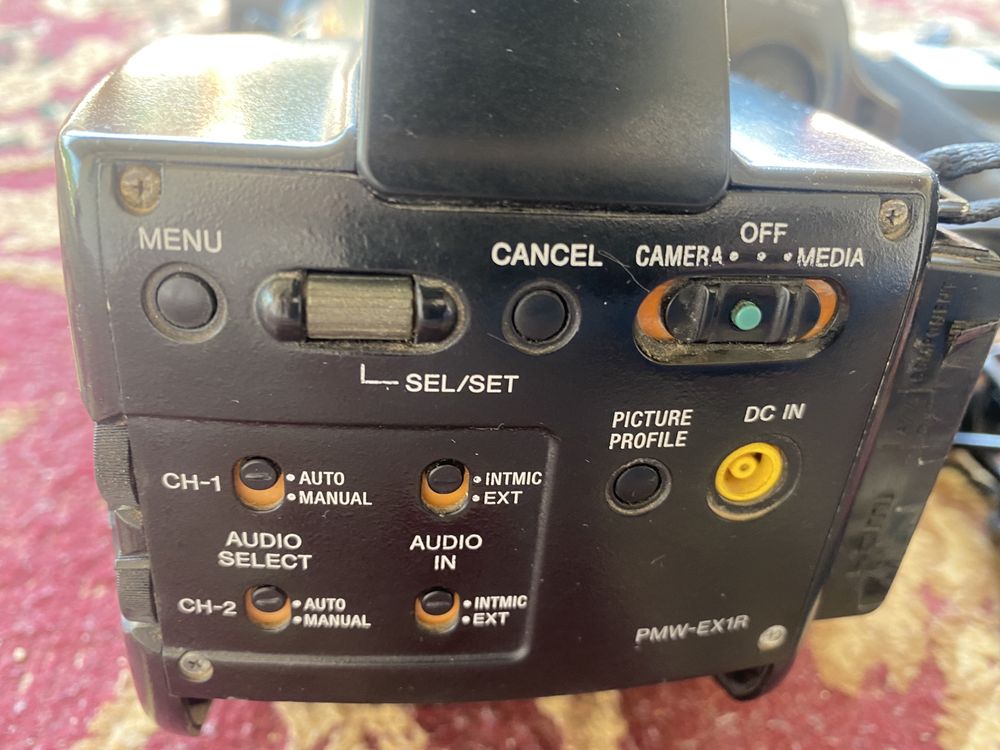 MENU
CANCEL
OFF
CAMERA • • • MEDIA
SEL/SET
PICTURE
PROFILE
DC IN
CH-1
• AUTO
• MANUAL
• INTMIC
• EXT
AUDIO
SELECT
AUDIO
IN
CH-2
• AUTO
• MANUAL
• INTMIC
• EXT
PMW-EX1R